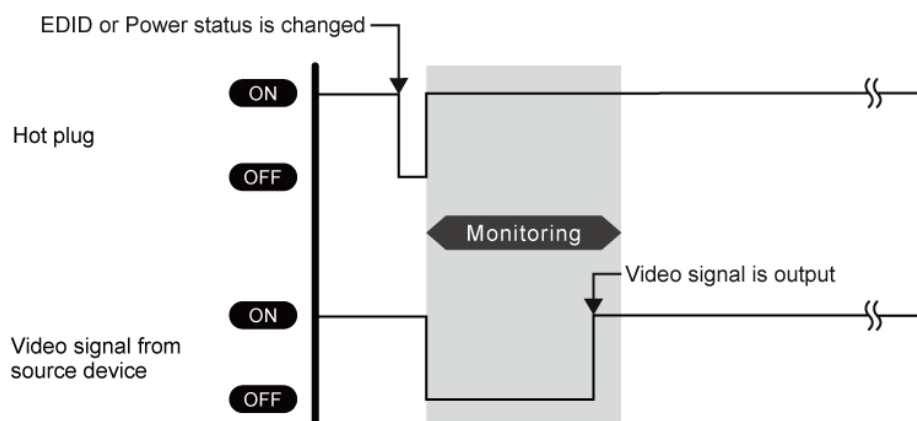 EDID or Power status is changed
ON
Hot plug
OFF
Monitoring
Video signal is output
ON
Video signal from
source device
OFF